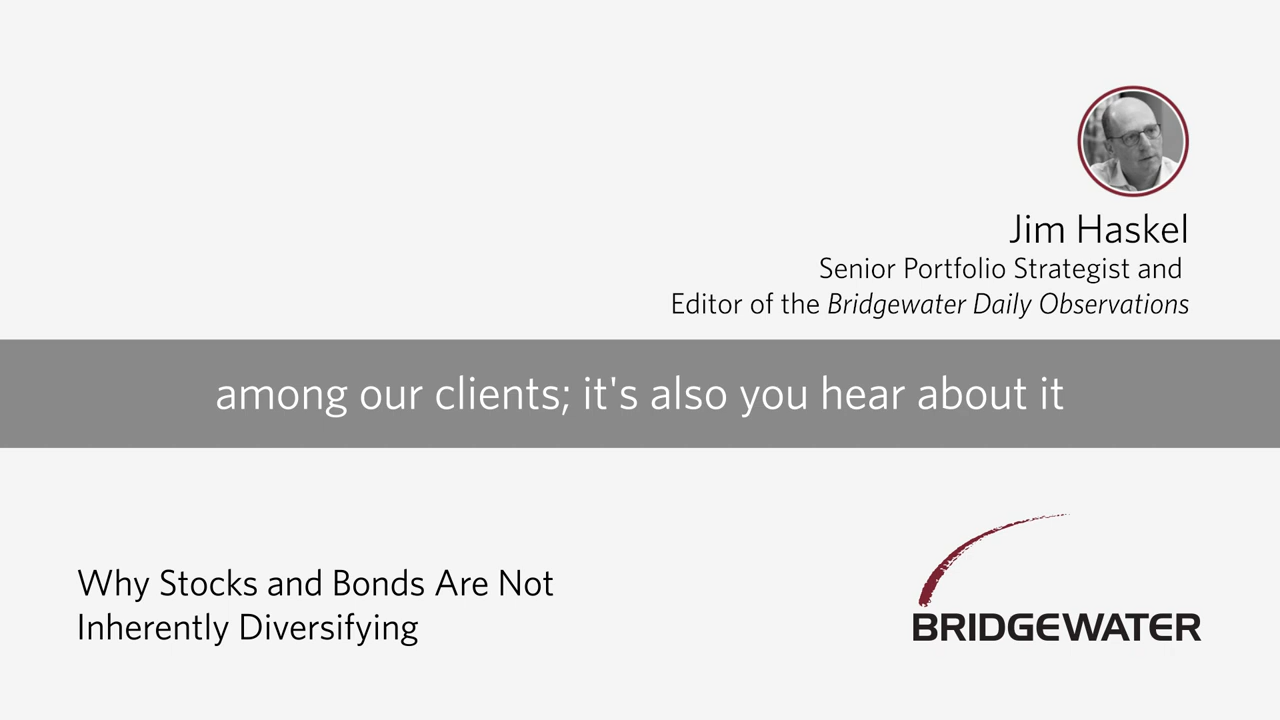 Jim Haskel
Senior Portfolio Strategist and
Editor of the Bridgewater Daily Observations
among our clients; it's also you hear about it
Why Stocks and Bonds Are Not
Inherently Diversifying
BRIDGEWATER